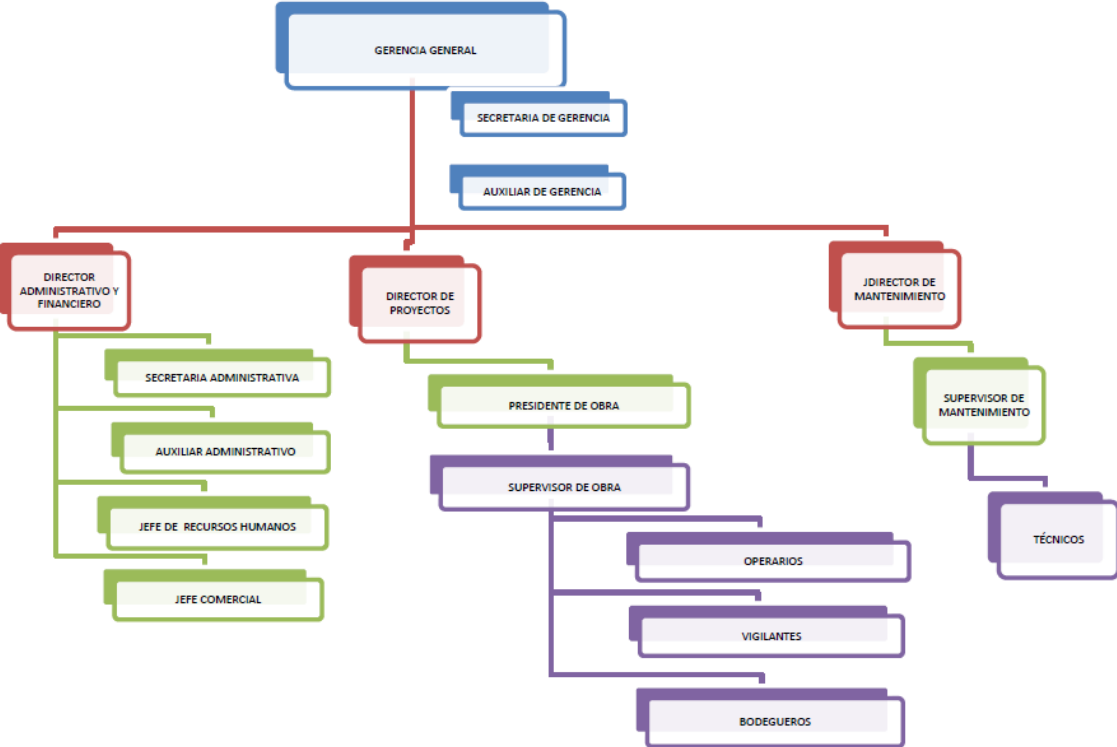 GERENCIA GENERAL
SECRETARIA DE GERENCIA
AUXILIAR DE GERENCIA
DIRECTOR
ADMINISTRATIVO Y
FINANCIERO
DIRECTOR DE
PROYECTOS
JDIRECTOR DE
MANTENIMIENTO
SECRETARIA ADMINISTRATIVA
AUXILIAR ADMINISTRATIVO
JEFE DE RECURSOS HUMANOS
JEFE COMERCIAL
PRESIDENTE DE OBRA
SUPERVISOR DE OBRA
OPERARIOS
VIGILANTES
BODEGUEROS
SUPERVISOR DE
MANTENIMIENTO
TÉCNICOS